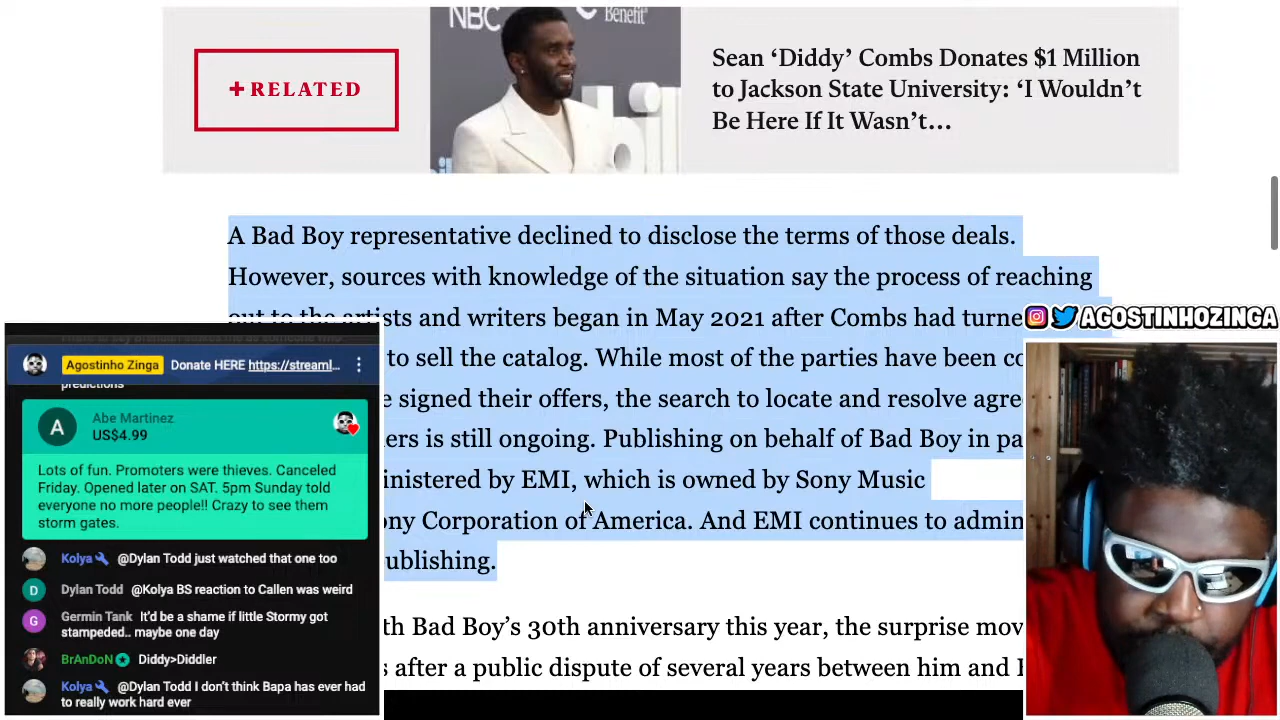 NBC
Benefit
+ RELATED
Sean ‘Diddy’ Combs Donates $1 Million
to Jackson State University: ‘I Wouldn’t
Be Here If It Wasn’t…
A Bad Boy representative declined to disclose the terms of those deals.
However, sources with knowledge of the situation say the process of reaching
out to the artists and writers began in May 2021 after Combs had turne
to sell the catalog. While most of the parties have been co
signed their offers, the search to locate and resolve agre
ers is still ongoing. Publishing on behalf of Bad Boy in pa
inistered by EMI, which is owned by Sony Music
ony Corporation of America. And EMI continues to admin
ublishing.
th Bad Boy’s 30th anniversary this year, the surprise mov
s after a public dispute of several years between him and
AGOSTINHOZINGA
Agostinho Zinga Donate HERE https://streaml...
predictions
A
Abe Martinez
US$4.99
Lots of fun. Promoters were thieves. Canceled
Friday. Opened later on SAT. 5pm Sunday told
everyone no more people!! Crazy to see them
storm gates.
Kolya @Dylan Todd just watched that one too
D Dylan Todd @Kolya BS reaction to Callen was weird
G Germin Tank It'd be a shame if little Stormy got
stampeded.. maybe one day
BrAnDoN Diddy>Diddler
Kolya @Dylan Todd I don't think Bapa has ever had
to really work hard ever